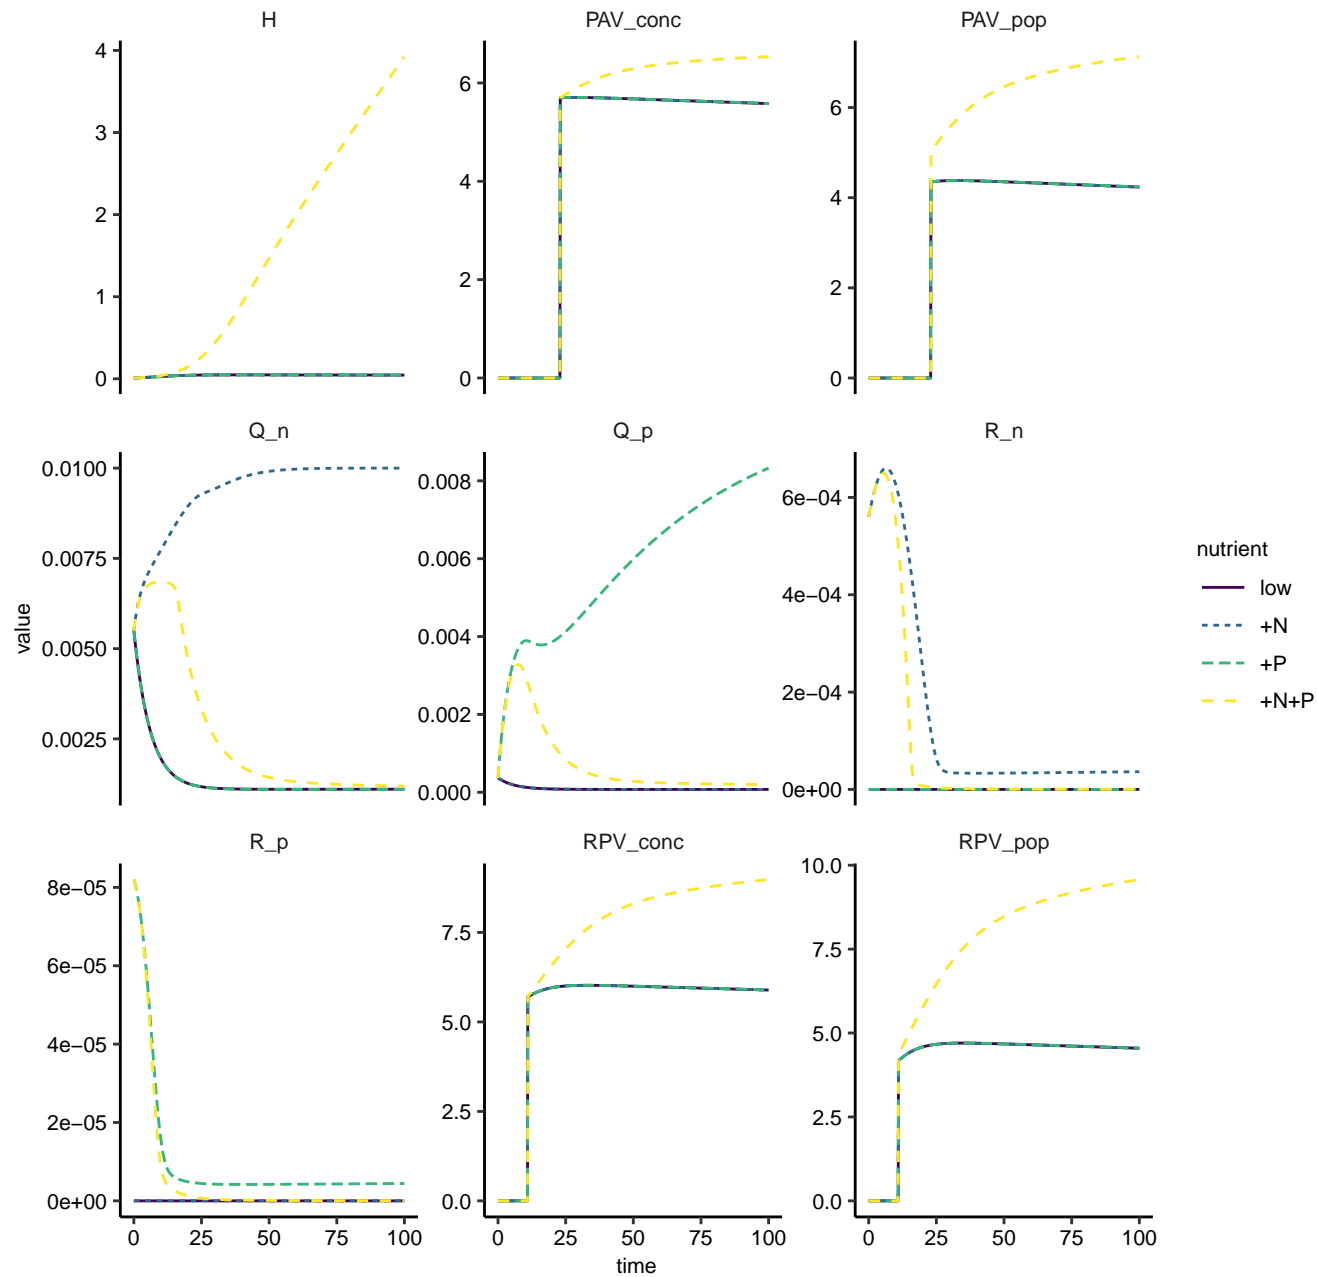 H
PAV_conc
PAV_pop
4
3
2
1
0
6
4
2
0
6
4
2
0
Q_n
Q_p
R_n
0.0100
0.0075
0.0050
0.0025
0.008
0.006
0.004
0.002
0.000
6e−04
4e−04
2e−04
0e+00
value
nutrient
low
+N
+P
+N+P
R_p
RPV_conc
RPV_pop
8e−05
6e−05
4e−05
2e−05
0e+00
7.5
5.0
2.5
0.0
10.0
7.5
5.0
2.5
0.0
0 25 50 75 100
0 25 50 75 100
0 25 50 75 100
time